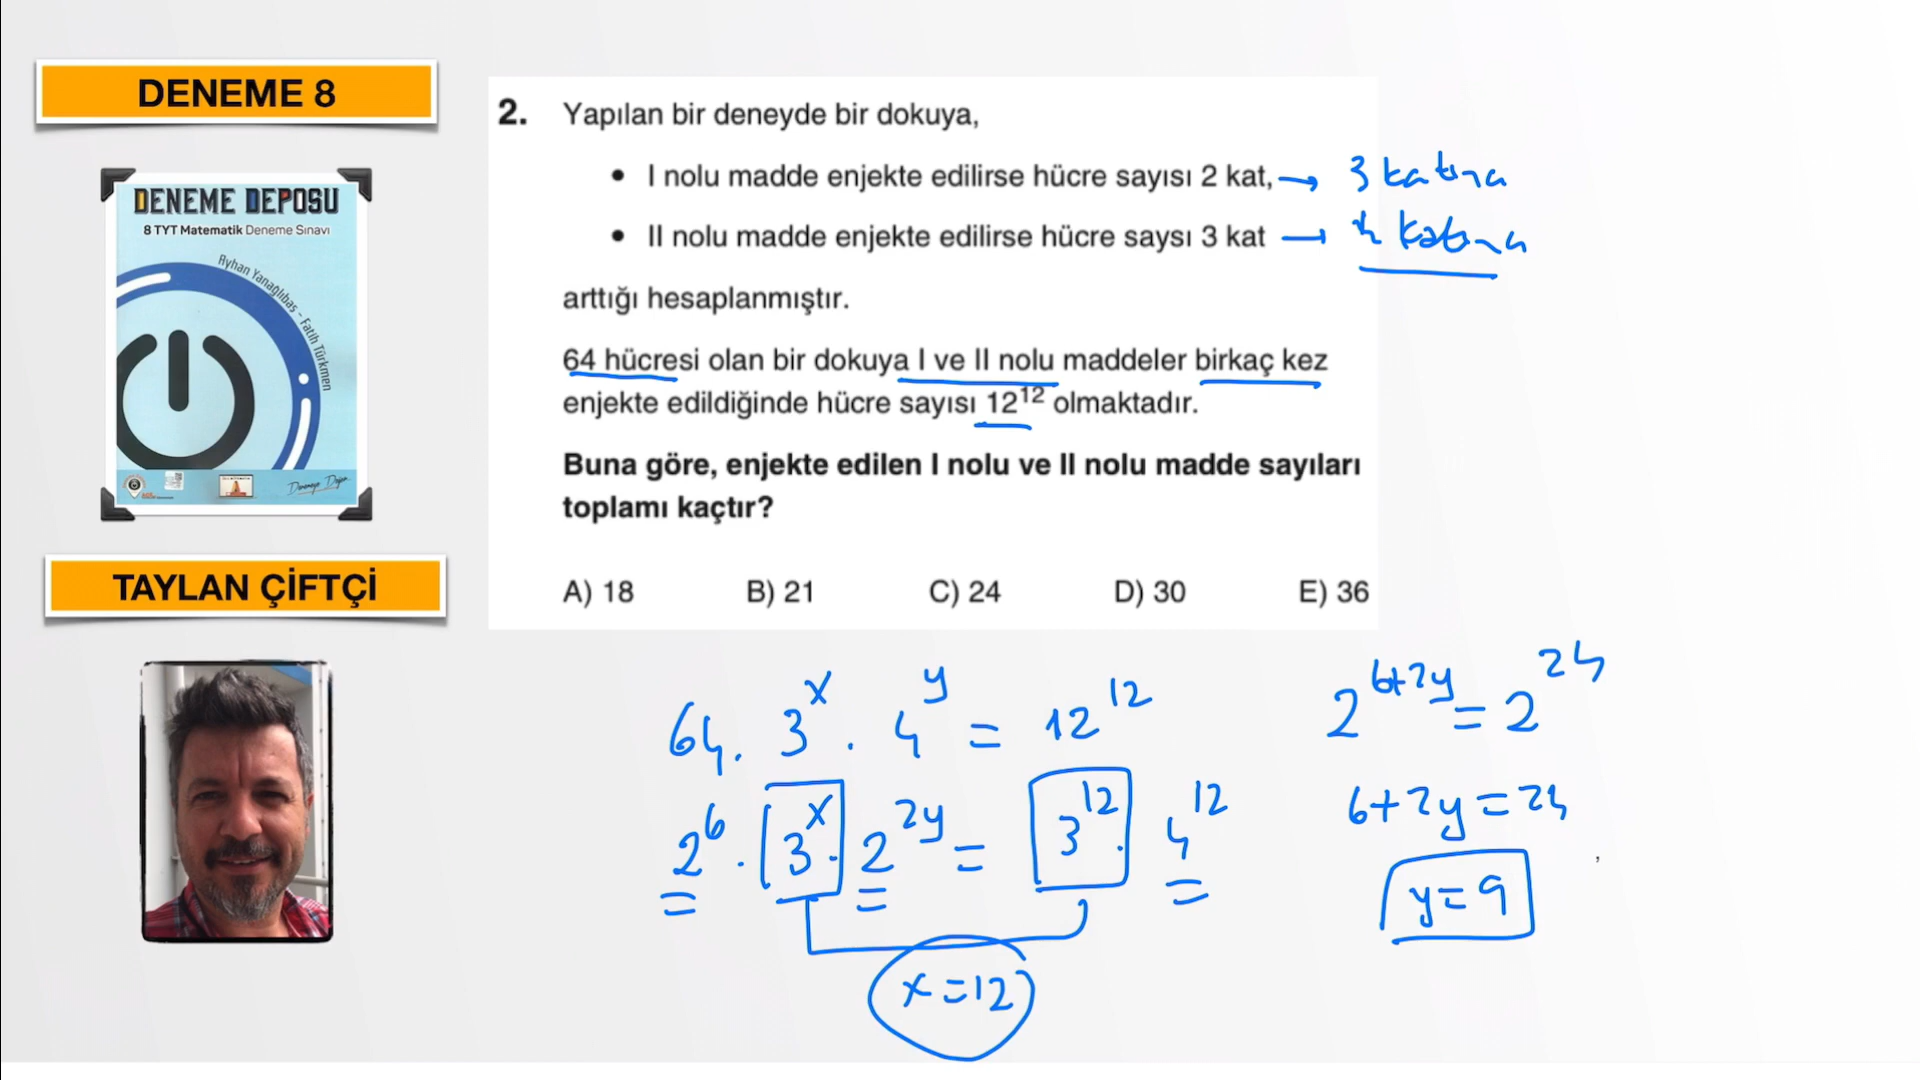 DENEME 8
DENEME DEPOSU
8 TYT Matematik Deneme Sınavı
Ayhan Yanağlıbaş - Fatih Türkmen
TAYLAN ÇİFTÇİ
2. Yapılan bir deneyde bir dokuya,
• I nolu madde enjekte edilirse hücre sayısı 2 kat, → 3 katına
• II nolu madde enjekte edilirse hücre saysı 3 kat → 4 katına
arttığı hesaplanmıştır.
64 hücresi olan bir dokuya I ve II nolu maddeler birkaç kez
enjekte edildiğinde hücre sayısı 12¹² olmaktadır.
Buna göre, enjekte edilen I nolu ve II nolu madde sayıları
toplamı kaçtır?
A) 18 B) 21 C) 24 D) 30 E) 36
64 . 3^x . 4^y = 12^12
2^6 . 3^x . 2^2y = 3^12 . 4^12
x = 12
2^6+2y = 2^24
6+2y=24
y=9